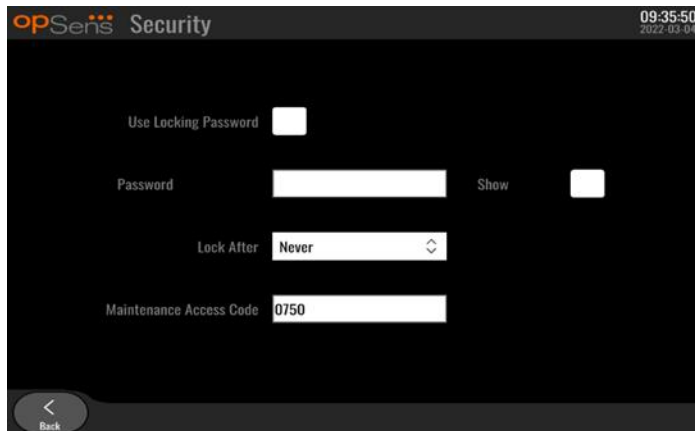 opSens Security
09:35:50
2022-03-04
Use Locking Password
Password
Show
Lock After Never
Maintenance Access Code 0750
Back